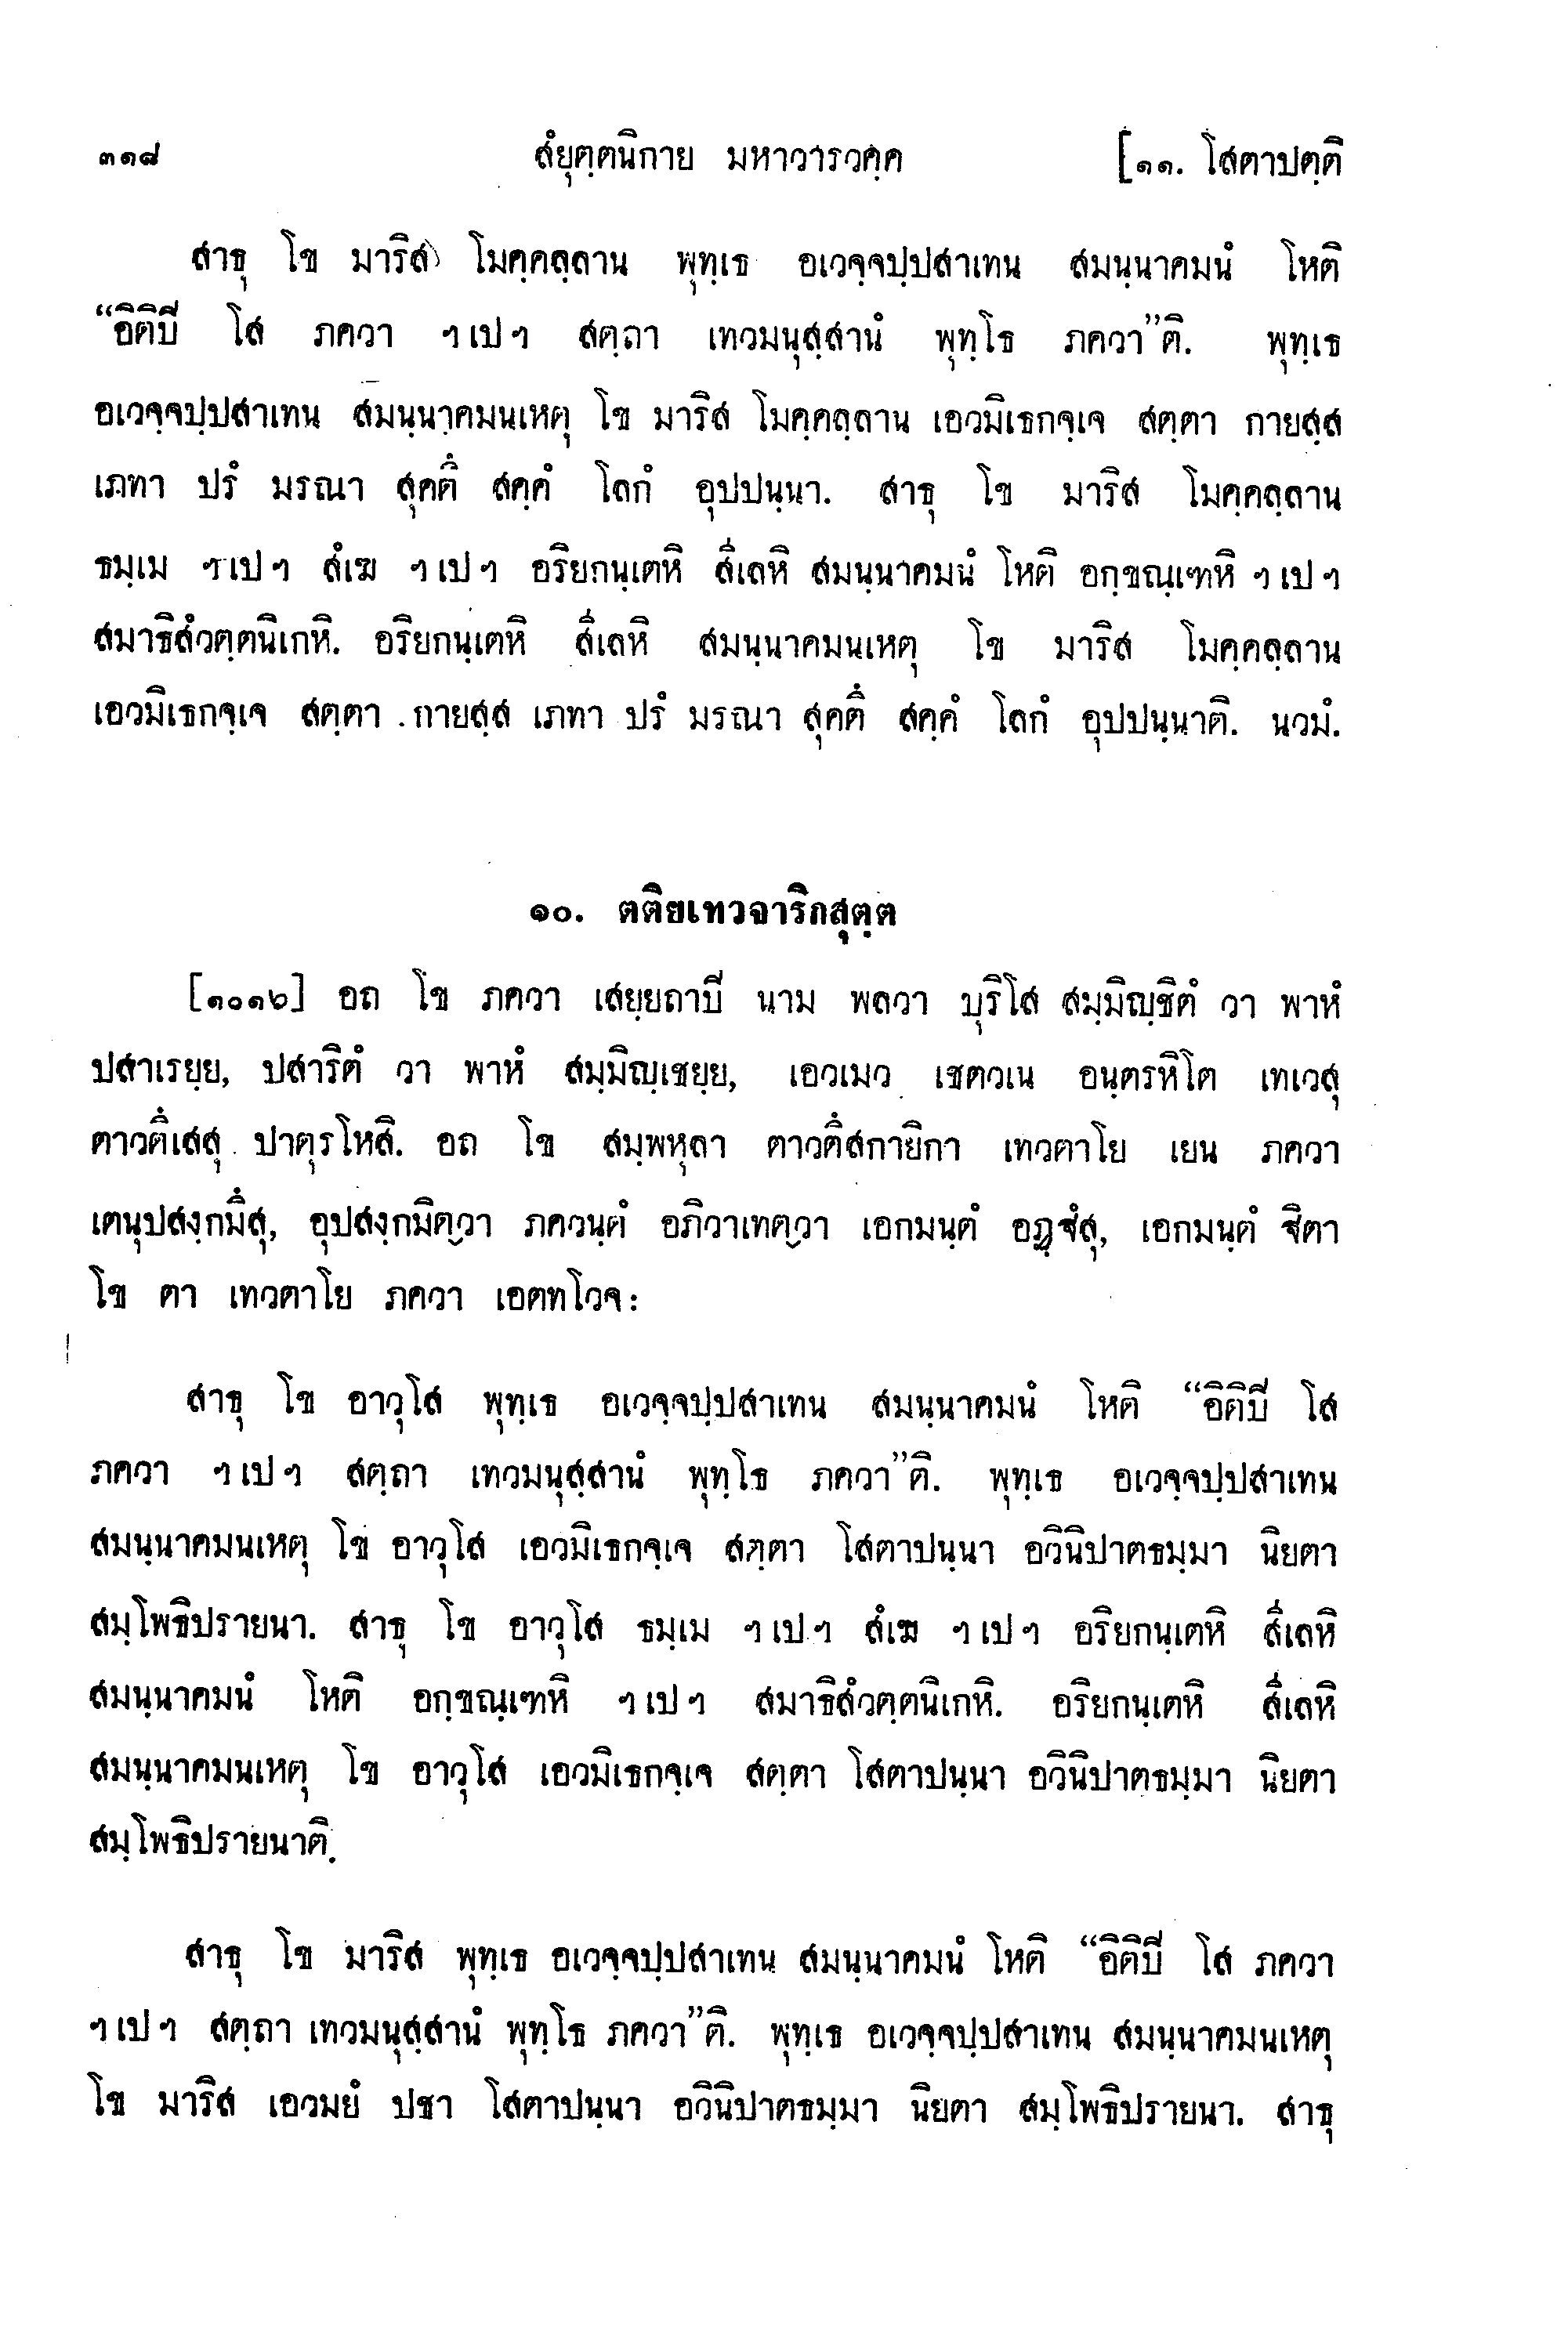 ๓๑๘ สํยุตฺตนิกาย มหาวารวคฺค [๑๑. โสตาปตฺติ
สาธุ โข มาริส โมคฺคลฺลาน พุทฺเธ อเวจฺจปฺปสาเทน สมนฺนาคมนํ โหติ
“อิติปี โส ภควา ฯเปฯ สตฺถา เทวมนุสฺสานํ พุทฺโธ ภควา”ติ. พุทฺเธ
อเวจฺจปฺปสาเทน สมนฺนาคมนเหตุ โข มาริส โมคฺคลฺลาน เอวมิเธกจฺเจ สตฺตา กายสฺส
เภทา ปรํ มรณา สุคตึ สคฺคํ โลกํ อุปปนฺนา. สาธุ โข มาริส โมคฺคลฺลาน
ธมฺเม ฯเปฯ สํเฆ ฯเปฯ อริยกนฺเตหิ สีเลหิ สมนฺนาคมนํ โหติ อกฺขณฺเฑหิ ฯเปฯ
สมาธิสํวตฺตนิเกหิ. อริยกนฺเตหิ สีเลหิ สมนฺนาคมนเหตุ โข มาริส โมคฺคลฺลาน
เอวมิเธกจฺเจ สตฺตา กายสฺส เภทา ปรํ มรณา สุคตึ สคฺคํ โลกํ อุปปนฺนาติ. นวมํ.
๑๐. ตติยเทวจาริกสุตฺต
[๑๐๑๖] อถ โข ภควา เสยฺยถาปี นาม พลวา ปุริโส สมฺมิญฺชิตํ วา พาหํ
ปสาเรยฺย, ปสาริตํ วา พาหํ สมฺมิญฺเชยฺย, เอวเมว เชตวเน อนฺตรหิโต เทเวสุ
ตาวตึเสสุ ปาตุรโหสิ. อถ โข สมฺพหุลา ตาวตึสกายิกา เทวตาโย เยน ภควา
เตนุปสงฺกมึสุ, อุปสงฺกมิตฺวา ภควนฺตํ อภิวาเทตฺวา เอกมนฺตํ อฏฺฐํสุ, เอกมนฺตํ ฐิตา
โข ตา เทวตาโย ภควา เอตทโวจ:
สาธุ โข อาวุโส พุทฺเธ อเวจฺจปฺปสาเทน สมนฺนาคมนํ โหติ “อิติปี โส
ภควา ฯเปฯ สตฺถา เทวมนุสฺสานํ พุทฺโธ ภควา”ติ. พุทฺเธ อเวจฺจปฺปสาเทน
สมนฺนาคมนเหตุ โข อาวุโส เอวมิเธกจฺเจ สตฺตา โสตาปนฺนา อวินิปาตธมฺมา นิยตา
สมฺโพธิปรายนา. สาธุ โข อาวุโส ธมฺเม ฯเปฯ สํเฆ ฯเปฯ อริยกนฺเตหิ สีเลหิ
สมนฺนาคมนํ โหติ อกฺขณฺเฑหิ ฯเปฯ สมาธิสํวตฺตนิเกหิ. อริยกนฺเตหิ สีเลหิ
สมนฺนาคมนเหตุ โข อาวุโส เอวมิเธกจฺเจ สตฺตา โสตาปนฺนา อวินิปาตธมฺมา นิยตา
สมฺโพธิปรายนาติ.
สาธุ โข มาริส พุทฺเธ อเวจฺจปฺปสาเทน สมนฺนาคมนํ โหติ “อิติปี โส ภควา
ฯเปฯ สตฺถา เทวมนุสฺสานํ พุทฺโธ ภควา”ติ. พุทฺเธ อเวจฺจปฺปสาเทน สมนฺนาคมนเหตุ
โข มาริส เอวมยํ ปชา โสตาปนฺนา อวินิปาตธมฺมา นิยตา สมฺโพธิปรายนา. สาธุ